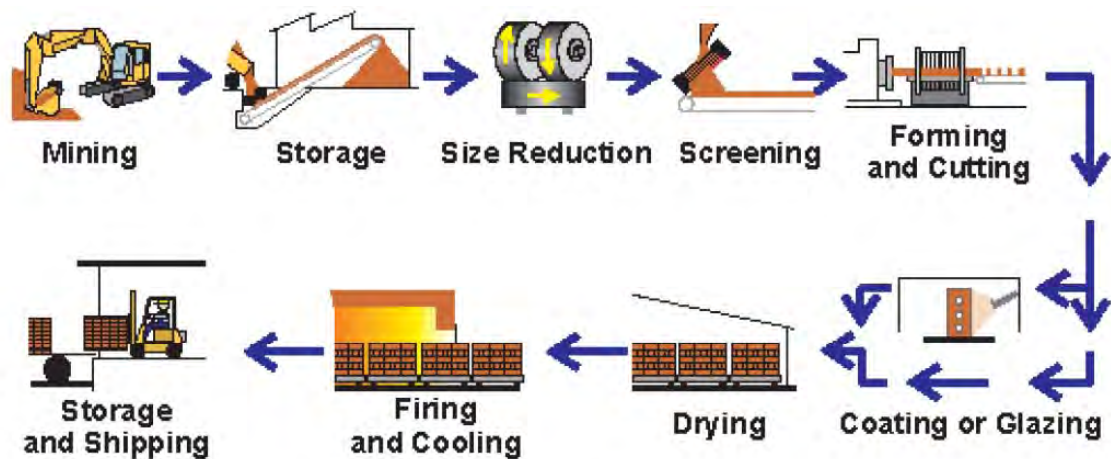 Mining
Storage
Size Reduction
Screening
Forming
and Cutting
Coating or Glazing
Drying
Firing
and Cooling
Storage
and Shipping